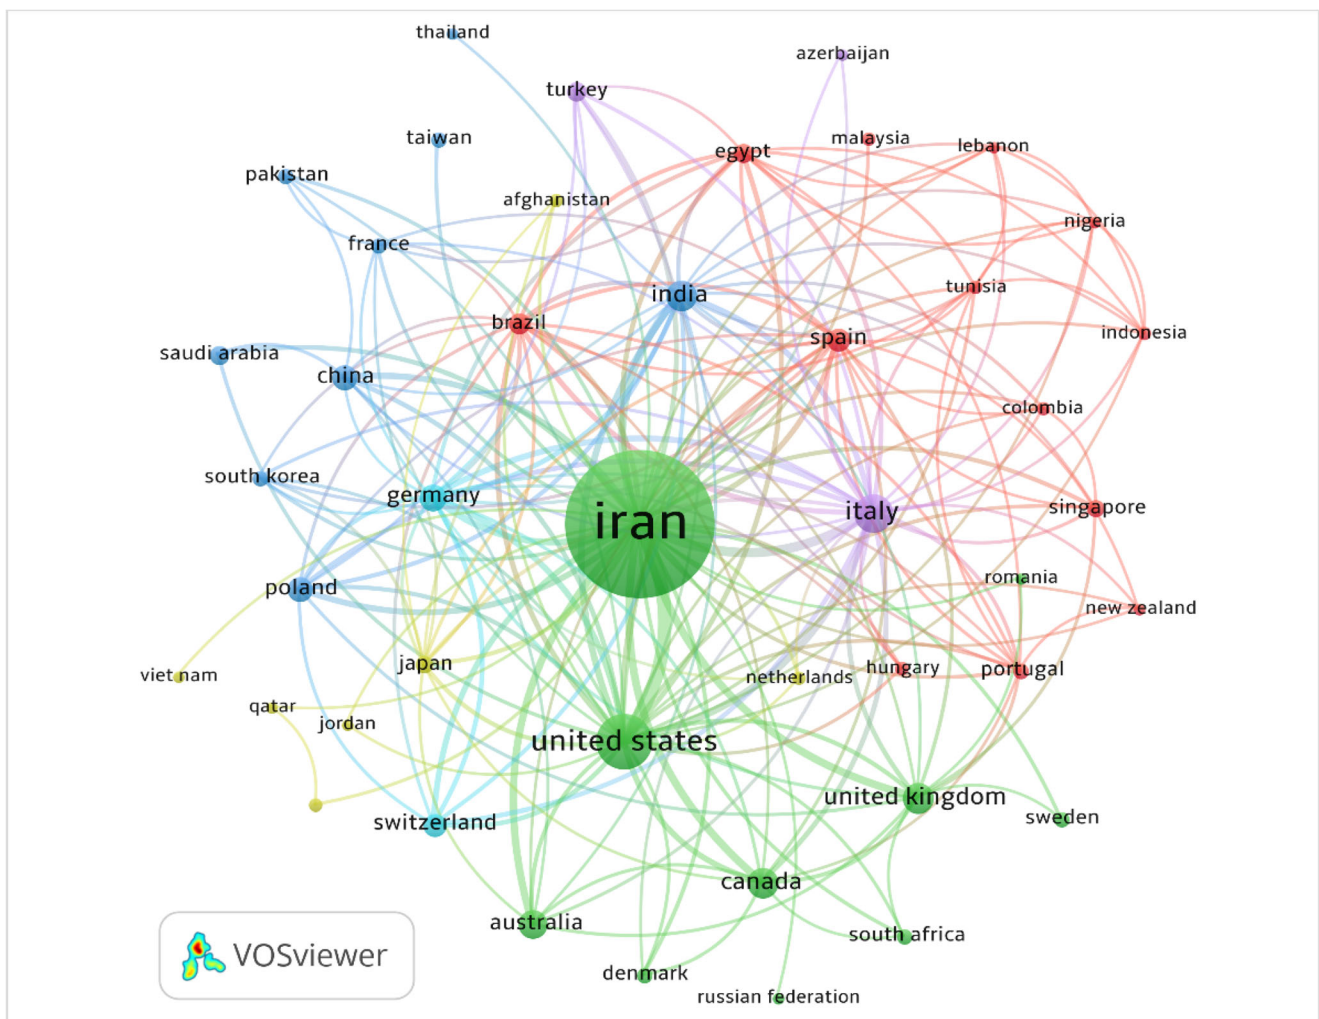 thailand
azerbaijan
turkey
taiwan
malaysia
egypt
lebanon
pakistan
afghanistan
nigeria
france
tunisia
india
brazil
spain
indonesia
saudi arabia
china
colombia
south korea
germany
iran
italy
singapore
romania
poland
new zealand
japan
hungary
portugal
viet nam
netherlands
qatar
jordan
united states
united kingdom
switzerland
sweden
canada
australia
south africa
VOSviewer
denmark
russian federation